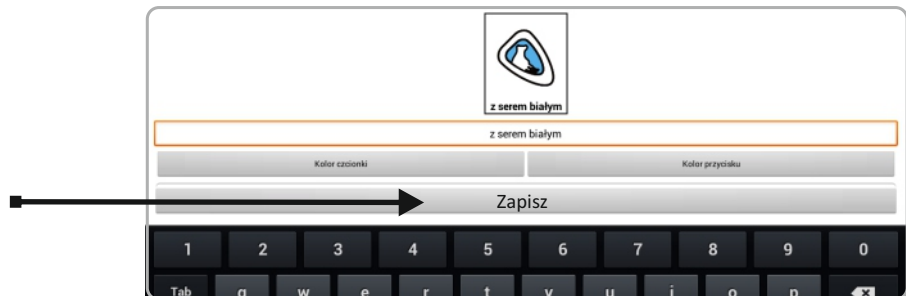 z serem białym
z serem białym
Kolor czcionki Kolor przycisku
Zapisz
1 2 3 4 5 6 7 8 9 0
Tab q w e r t y u i o p